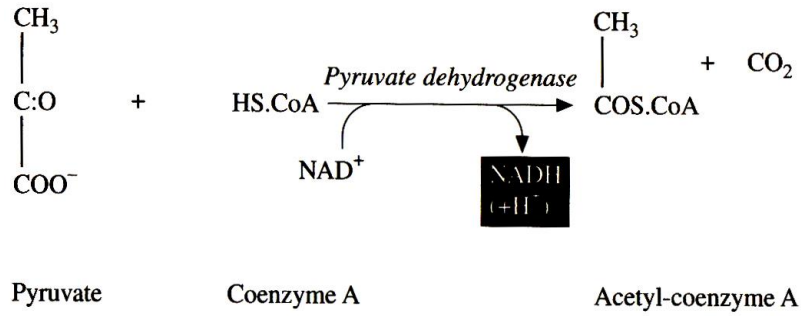 CH₃
C:O
COO⁻
+
HS.CoA
Pyruvate dehydrogenase
NAD⁺
NADH
(+H⁺)
CH₃
COS.CoA
+ CO₂
Pyruvate
Coenzyme A
Acetyl-coenzyme A